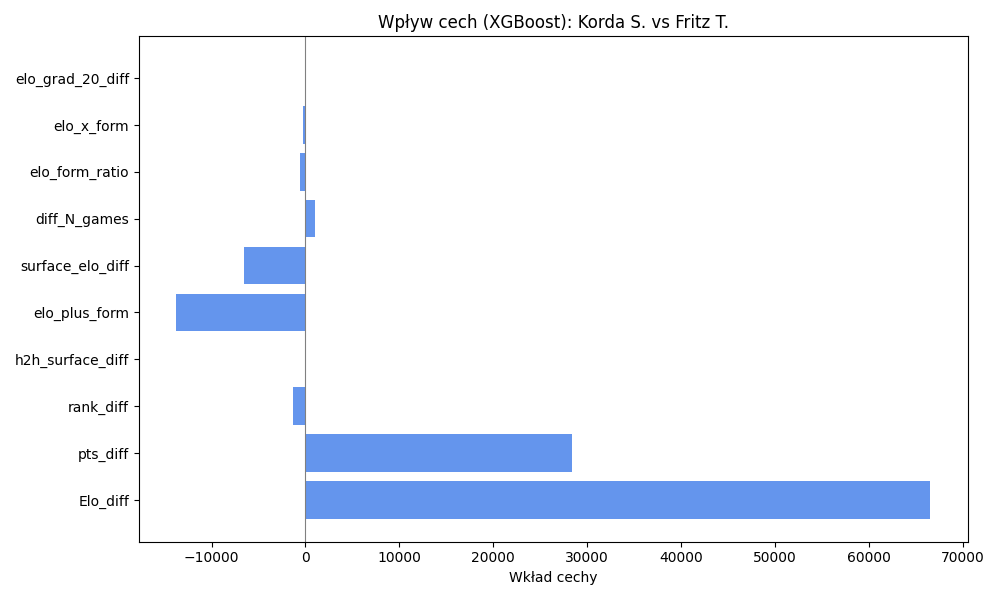 Wpływ cech (XGBoost): Korda S. vs Fritz T.
elo_grad_20_diff
elo_x_form
elo_form_ratio
diff_N_games
surface_elo_diff
elo_plus_form
h2h_surface_diff
rank_diff
pts_diff
Elo_diff
−10000 0 10000 20000 30000 40000 50000 60000 70000
Wkład cechy